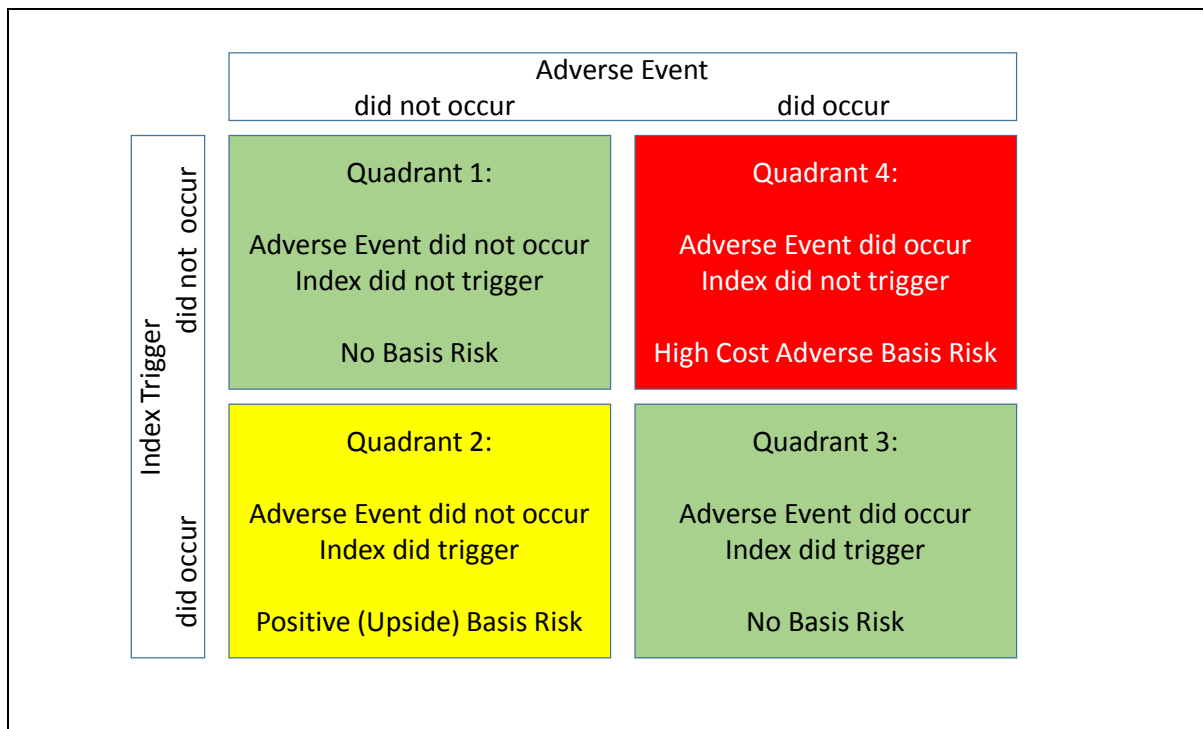 Adverse Event
did not occur
did occur
Index Trigger
did not occur
did occur
Quadrant 1:
Adverse Event did not occur
Index did not trigger
No Basis Risk
Quadrant 4:
Adverse Event did occur
Index did not trigger
High Cost Adverse Basis Risk
Quadrant 2:
Adverse Event did not occur
Index did trigger
Positive (Upside) Basis Risk
Quadrant 3:
Adverse Event did occur
Index did trigger
No Basis Risk